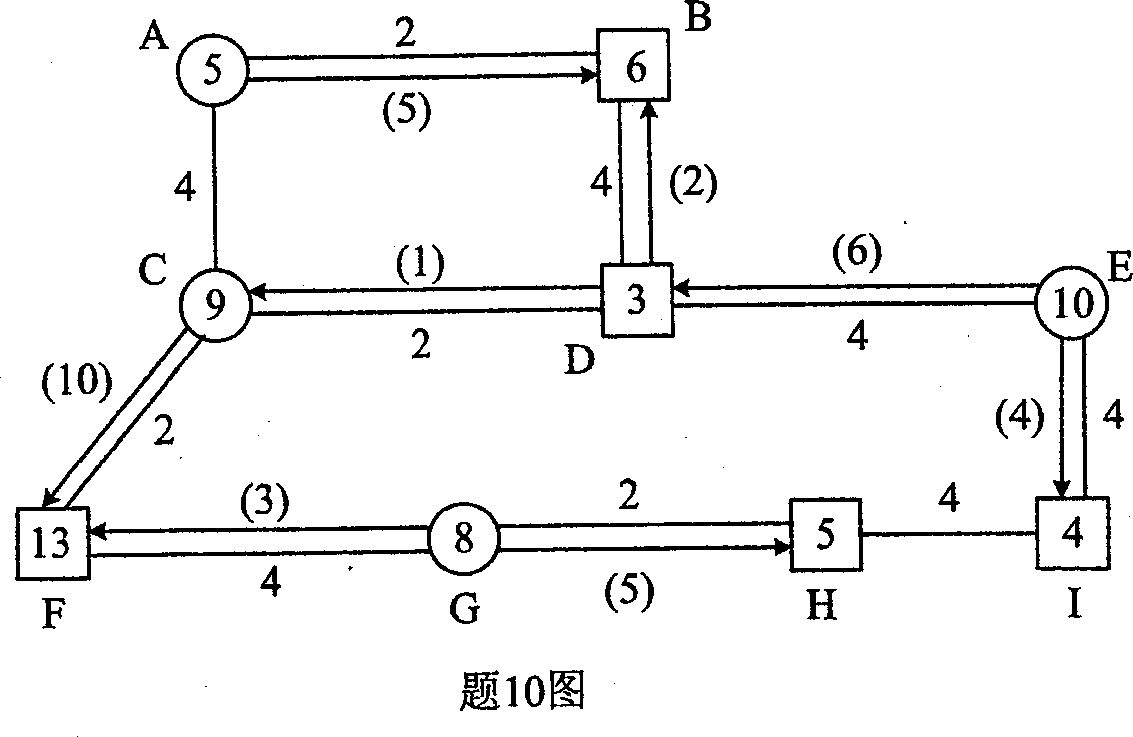 A 5 2 6 B
(5)
4 4 (2)
C 9 (1) 3 (6) 10 E
2 D 4
(10) 2 (4) 4
13 (3) 8 2 5 4 4
4 (5)
F G H I
题10图